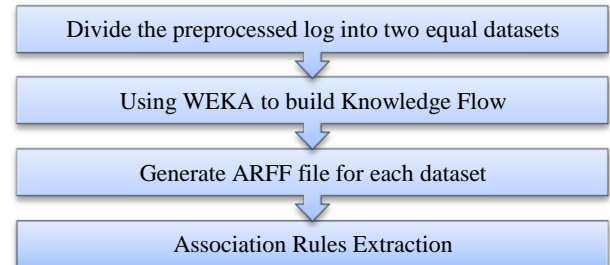 Divide the preprocessed log into two equal datasets
Using WEKA to build Knowledge Flow
Generate ARFF file for each dataset
Association Rules Extraction